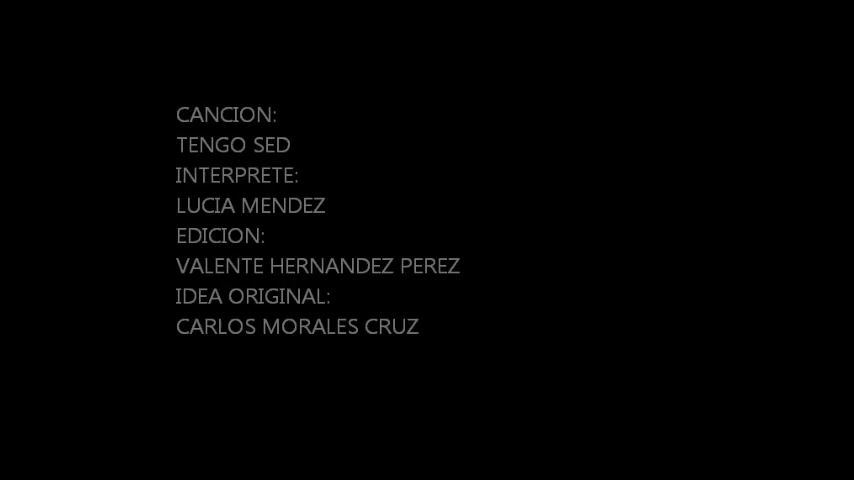 CANCION:
TENGO SED
INTERPRETE:
LUCIA MENDEZ
EDICION:
VALENTE HERNANDEZ PEREZ
IDEA ORIGINAL:
CARLOS MORALES CRUZ